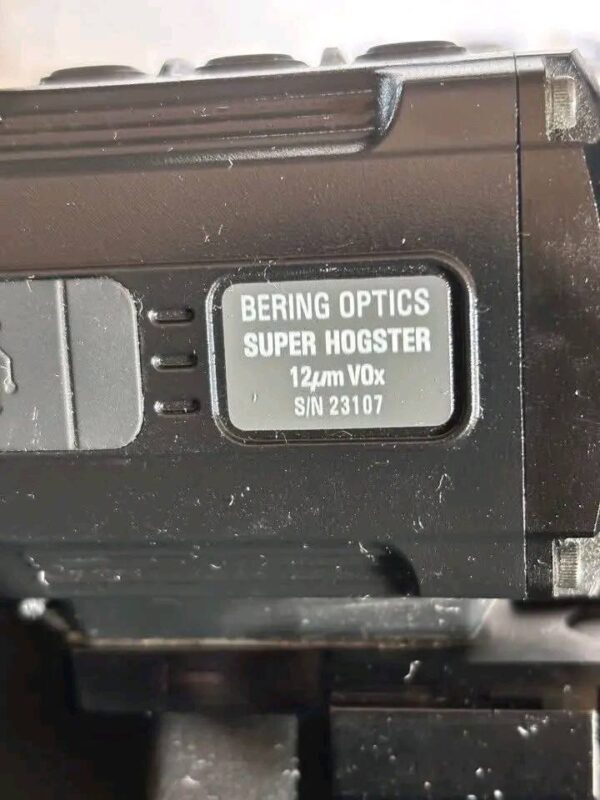 BERING OPTICS
SUPER HOGSTER
12µm VOx
S/N 23107